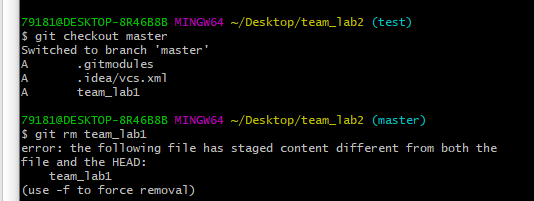 79181@DESKTOP-8R46B8B MINGW64 ~/Desktop/team_lab2 (test)
$ git checkout master
Switched to branch 'master'
A       .gitmodules
A       .idea/vcs.xml
A       team_lab1
79181@DESKTOP-8R46B8B MINGW64 ~/Desktop/team_lab2 (master)
$ git rm team_lab1
error: the following file has staged content different from both the
file and the HEAD:
    team_lab1
(use -f to force removal)